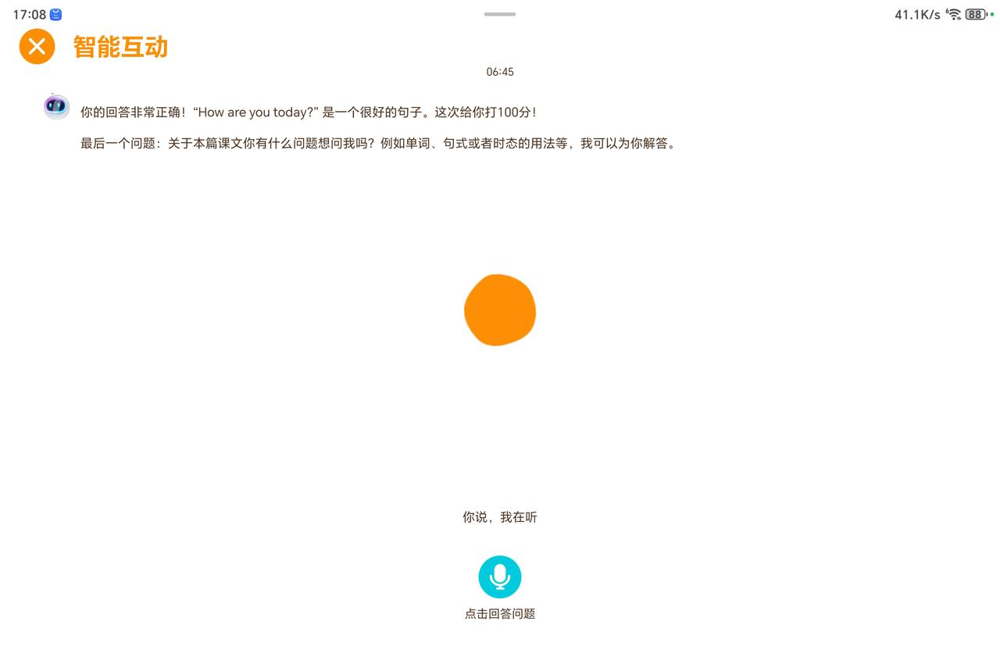 17:08
41.1K/s 6 88
智能互动
06:45
你的回答非常正确！“How are you today?” 是一个很好的句子。这次给你打100分！
最后一个问题：关于本篇课文你有什么问题想问我吗？例如单词、句式或者时态的用法等，我可以为你解答。
你说，我在听
点击回答问题